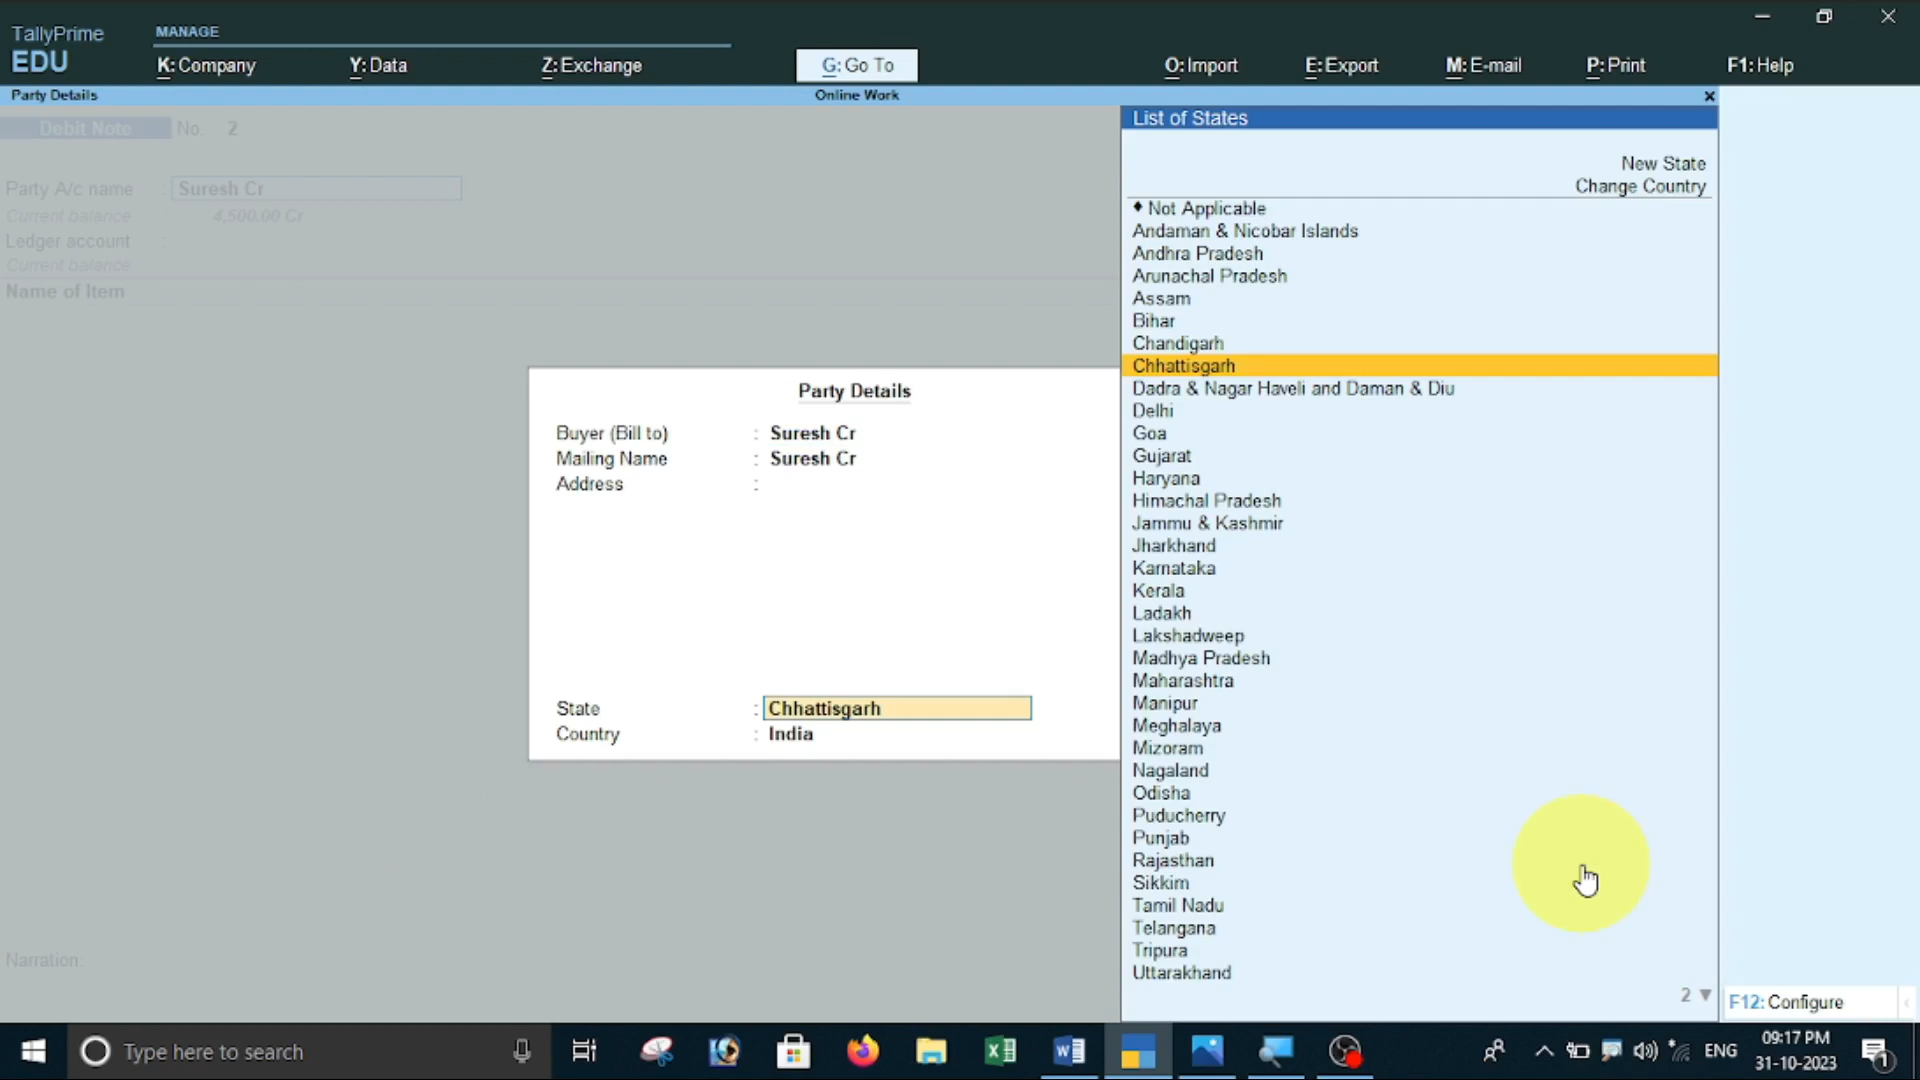 TallyPrime
EDU
MANAGE
K: Company
Y: Data
Z: Exchange
G: Go To
O: Import
E: Export
M: E-mail
P: Print
F1: Help
Party Details
Online Work
Debit Note No. 2
Party A/c name : Suresh Cr
Current balance 4,500.00 Cr
Ledger account :
Current balance
Name of Item
Party Details
Buyer (Bill to) : Suresh Cr
Mailing Name : Suresh Cr
Address :
State : Chhattisgarh
Country : India
Narration:
List of States
New State
Change Country
♦ Not Applicable
Andaman & Nicobar Islands
Andhra Pradesh
Arunachal Pradesh
Assam
Bihar
Chandigarh
Chhattisgarh
Dadra & Nagar Haveli and Daman & Diu
Delhi
Goa
Gujarat
Haryana
Himachal Pradesh
Jammu & Kashmir
Jharkhand
Karnataka
Kerala
Ladakh
Lakshadweep
Madhya Pradesh
Maharashtra
Manipur
Meghalaya
Mizoram
Nagaland
Odisha
Puducherry
Punjab
Rajasthan
Sikkim
Tamil Nadu
Telangana
Tripura
Uttarakhand
2 ▼
F12: Configure
Type here to search
ENG
09:17 PM
31-10-2023
1